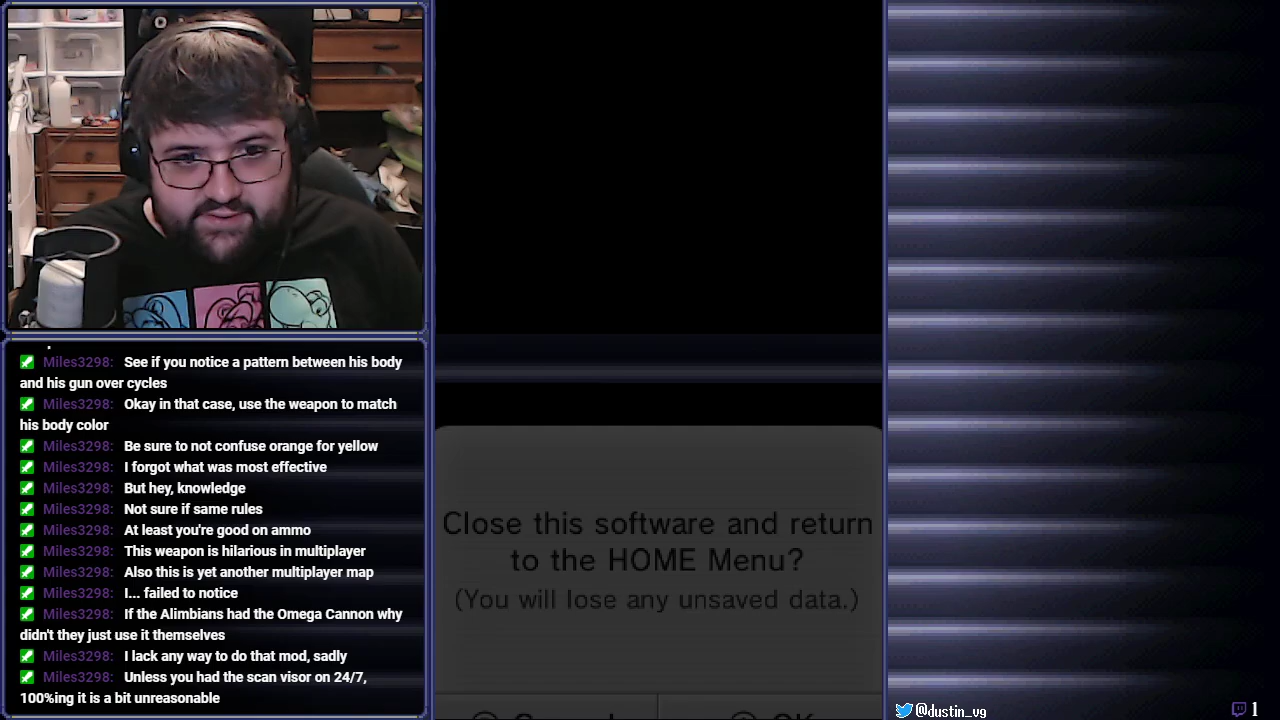 Miles3298: See if you notice a pattern between his body
and his gun over cycles
Miles3298: Okay in that case, use the weapon to match
his body color
Miles3298: Be sure to not confuse orange for yellow
Miles3298: I forgot what was most effective
Miles3298: But hey, knowledge
Miles3298: Not sure if same rules
Miles3298: At least you're good on ammo
Miles3298: This weapon is hilarious in multiplayer
Miles3298: Also this is yet another multiplayer map
Miles3298: I... failed to notice
Miles3298: If the Alimbians had the Omega Cannon why
didn't they just use it themselves
Miles3298: I lack any way to do that mod, sadly
Miles3298: Unless you had the scan visor on 24/7,
100%ing it is a bit unreasonable
Close this software and return
to the HOME Menu?
(You will lose any unsaved data.)
@dustin_vg
1